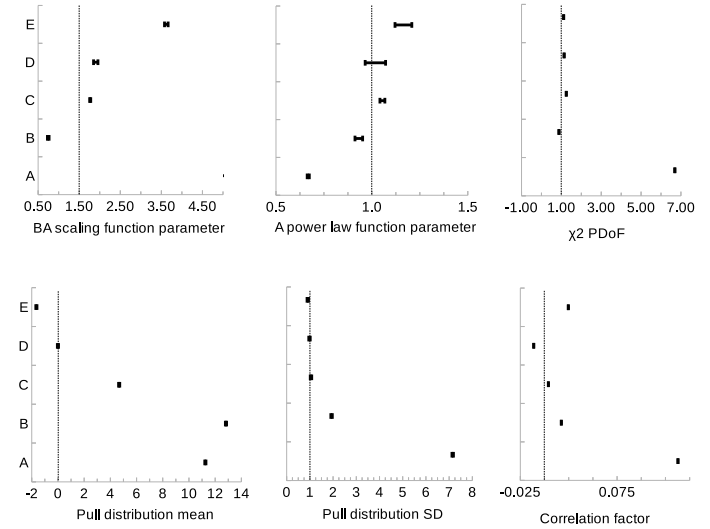 E
D
C
B
A
0.50 1.50 2.50 3.50 4.50
BA scaling function parameter
0.5 1.0 1.5
A power law function parameter
-1.00 1.00 3.00 5.00 7.00
χ2 PDoF
E
D
C
B
A
-2 0 2 4 6 8 10 12 14
Pull distribution mean
0 1 2 3 4 5 6 7 8
Pull distribution SD
-0.025 0.075
Correlation factor